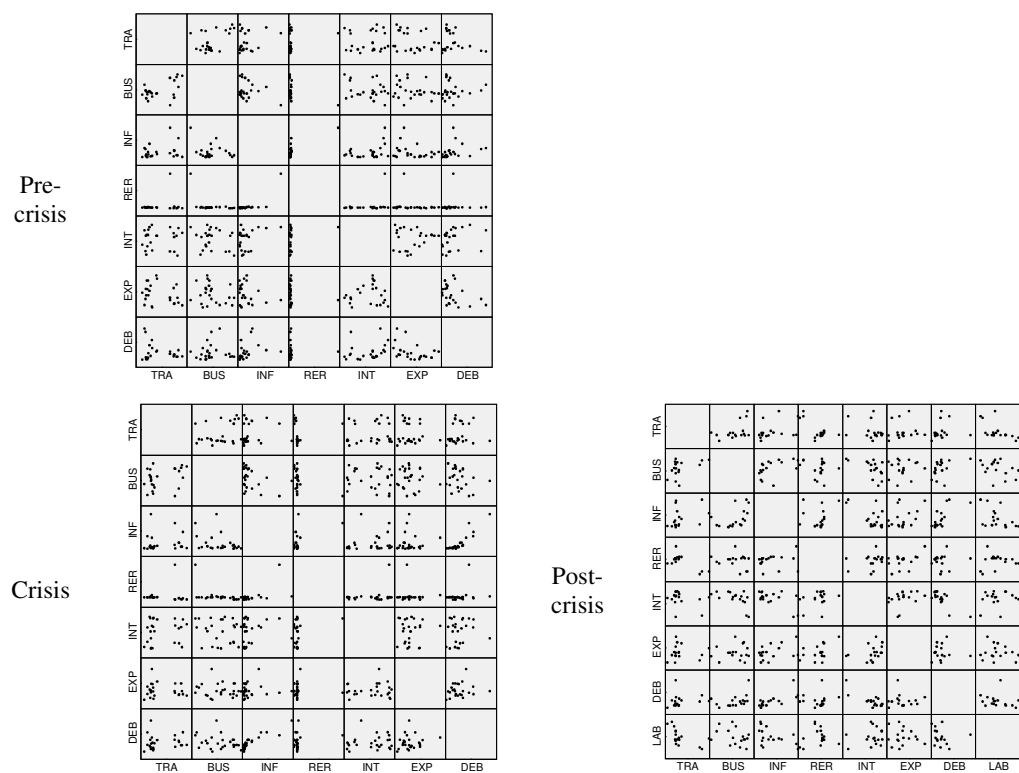 TRA
BUS
INF
RER
INT
EXP
DEB
TRA BUS INF RER INT EXP DEB
Pre-
crisis
TRA
BUS
INF
RER
INT
EXP
DEB
TRA BUS INF RER INT EXP DEB
Crisis
TRA
BUS
INF
RER
INT
EXP
DEB
LAB
TRA BUS INF RER INT EXP DEB LAB
Post-
crisis